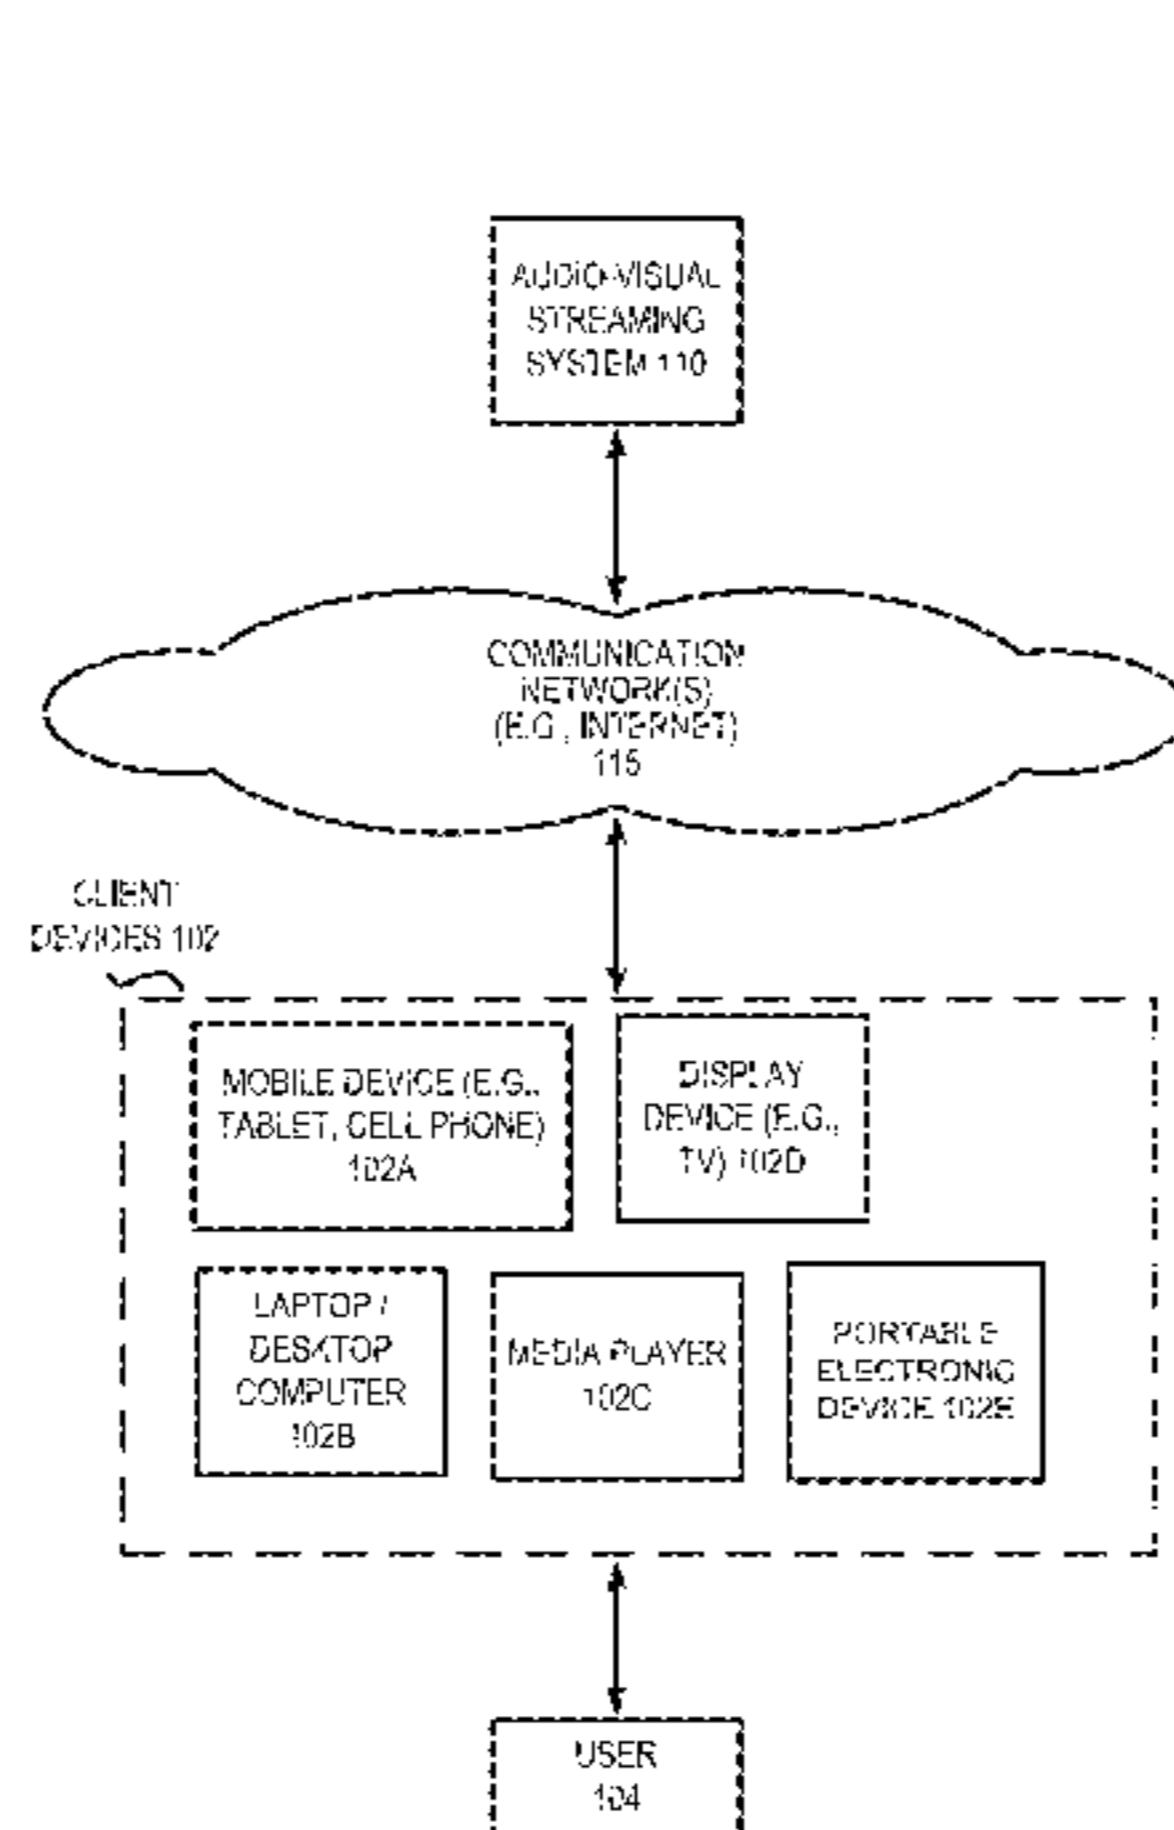 AUDIO-VISUAL
STREAMING
SYSTEM 110
COMMUNICATION
NETWORK(S)
(E.G., INTERNET)
115
CLIENT
DEVICES 102
MOBILE DEVICE (E.G.,
TABLET, CELL PHONE)
102A
DISPLAY
DEVICE (E.G.,
TV) 102D
LAPTOP /
DESKTOP
COMPUTER
102B
MEDIA PLAYER
102C
PORTABLE
ELECTRONIC
DEVICE 102E
USER
104